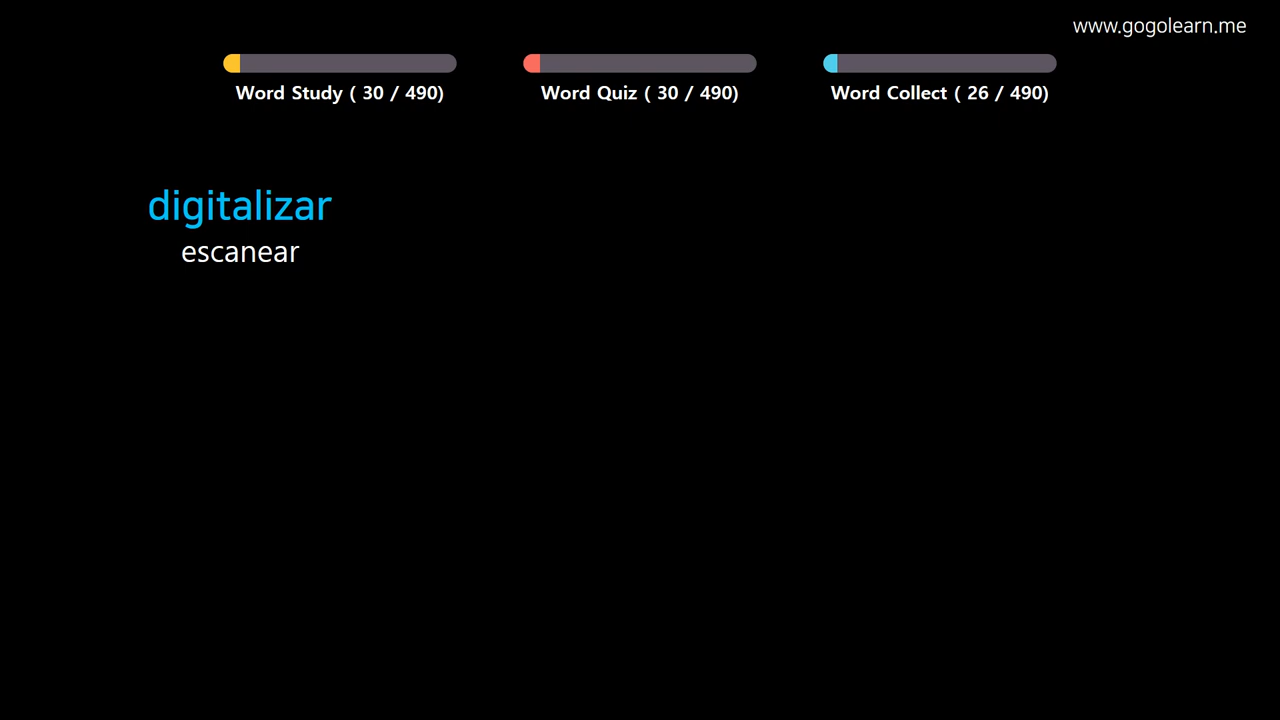 www.gogolearn.me
Word Study ( 30 / 490)
Word Quiz ( 30 / 490)
Word Collect ( 26 / 490)
digitalizar
escanear